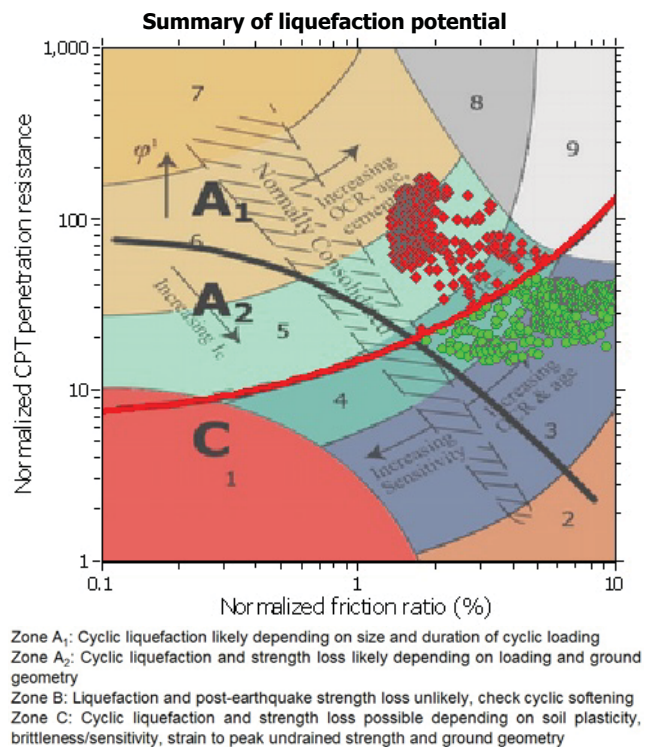 Summary of liquefaction potential
1,000
7
8
9
φ'
Increasing
OCR, age,
Normally Consolidated
A1
100
6
Increasing Ic
A2
5
Normalized CPT penetration resistance
10
4
Increasing
OCR & age
3
C
Increasing
Sensitivity
1
2
1
0.1
1
10
Normalized friction ratio (%)
Zone A1: Cyclic liquefaction likely depending on size and duration of cyclic loading
Zone A2: Cyclic liquefaction and strength loss likely depending on loading and ground
geometry
Zone B: Liquefaction and post-earthquake strength loss unlikely, check cyclic softening
Zone C: Cyclic liquefaction and strength loss possible depending on soil plasticity,
brittleness/sensitivity, strain to peak undrained strength and ground geometry